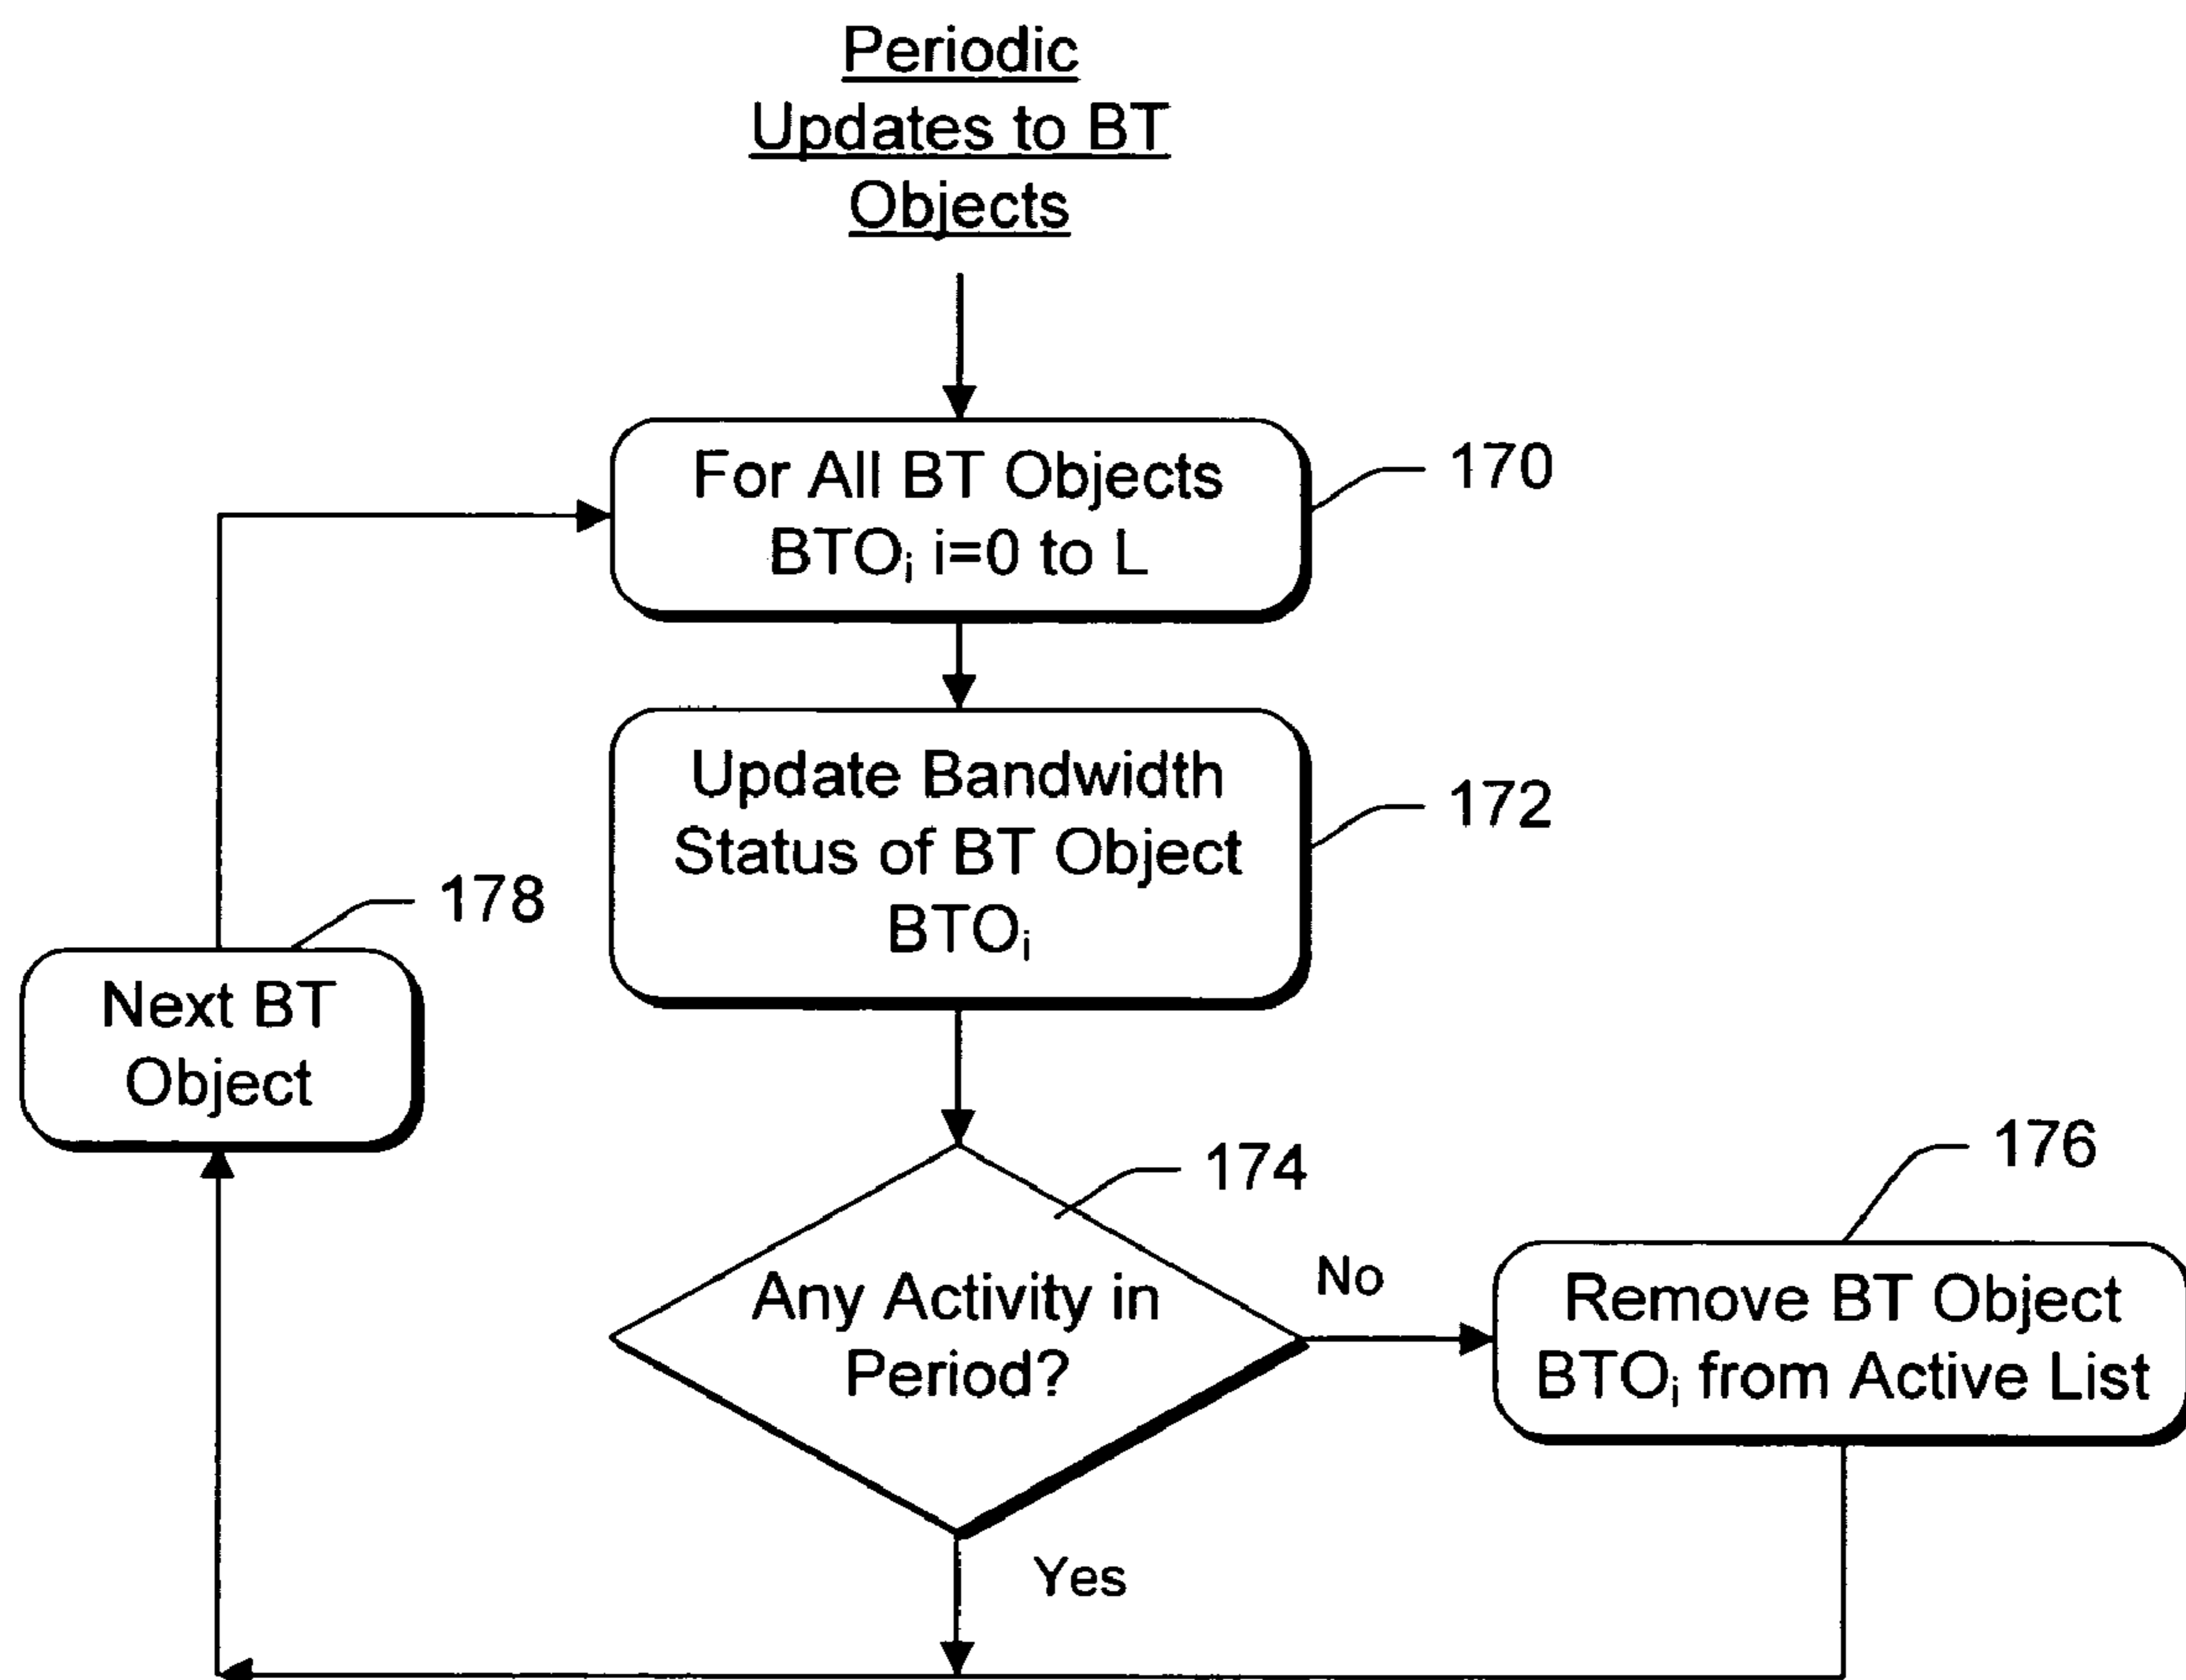 Periodic
Updates to BT
Objects
For All BT Objects
BTOᵢ i=0 to L
170
Update Bandwidth
Status of BT Object
BTOᵢ
172
178
Next BT
Object
174
Any Activity in
Period?
No
176
Remove BT Object
BTOᵢ from Active List
Yes